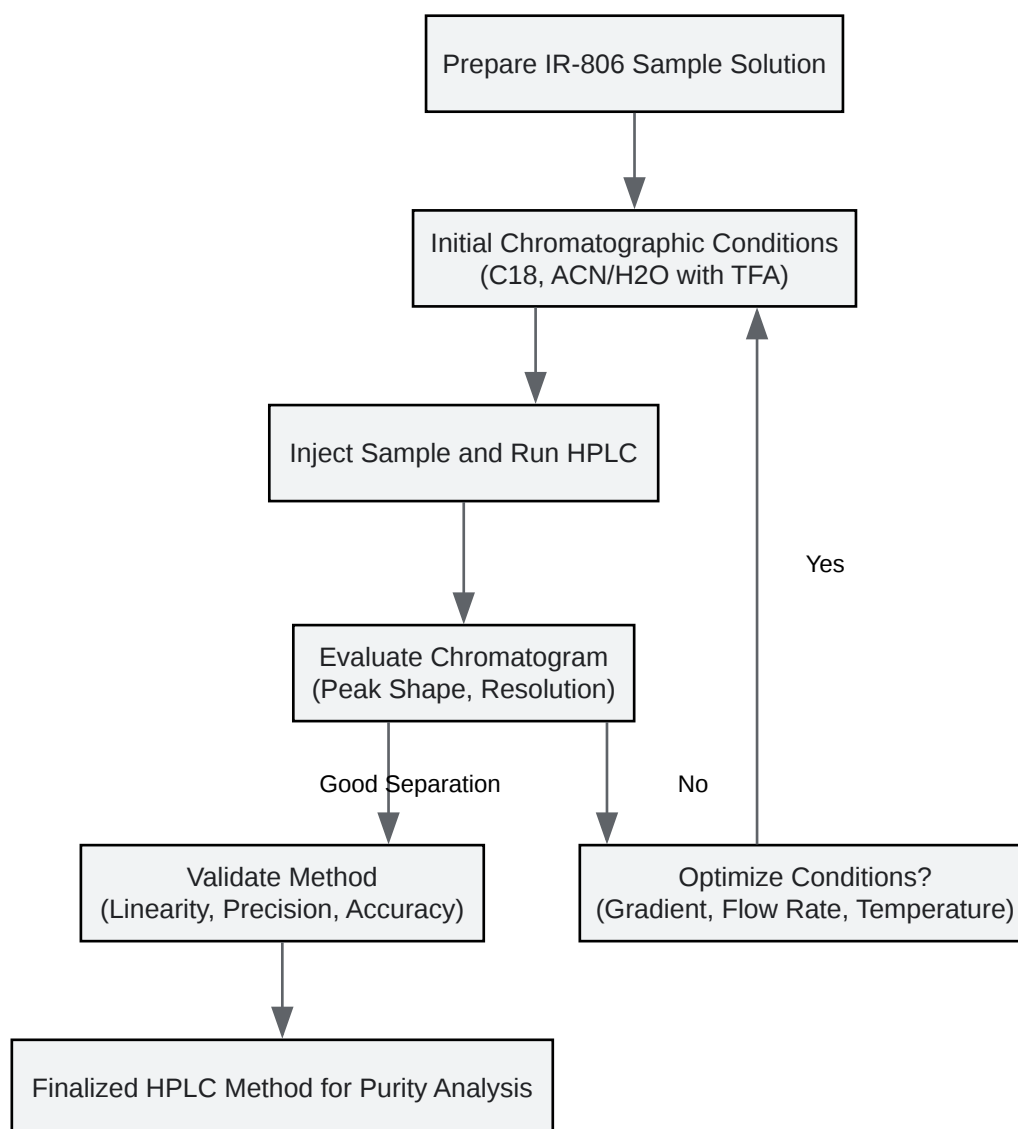 Prepare IR-806 Sample Solution
Initial Chromatographic Conditions
(C18, ACN/H2O with TFA)
Inject Sample and Run HPLC
Yes
Evaluate Chromatogram
(Peak Shape, Resolution)
Good Separation
No
Validate Method
(Linearity, Precision, Accuracy)
Optimize Conditions?
(Gradient, Flow Rate, Temperature)
Finalized HPLC Method for Purity Analysis